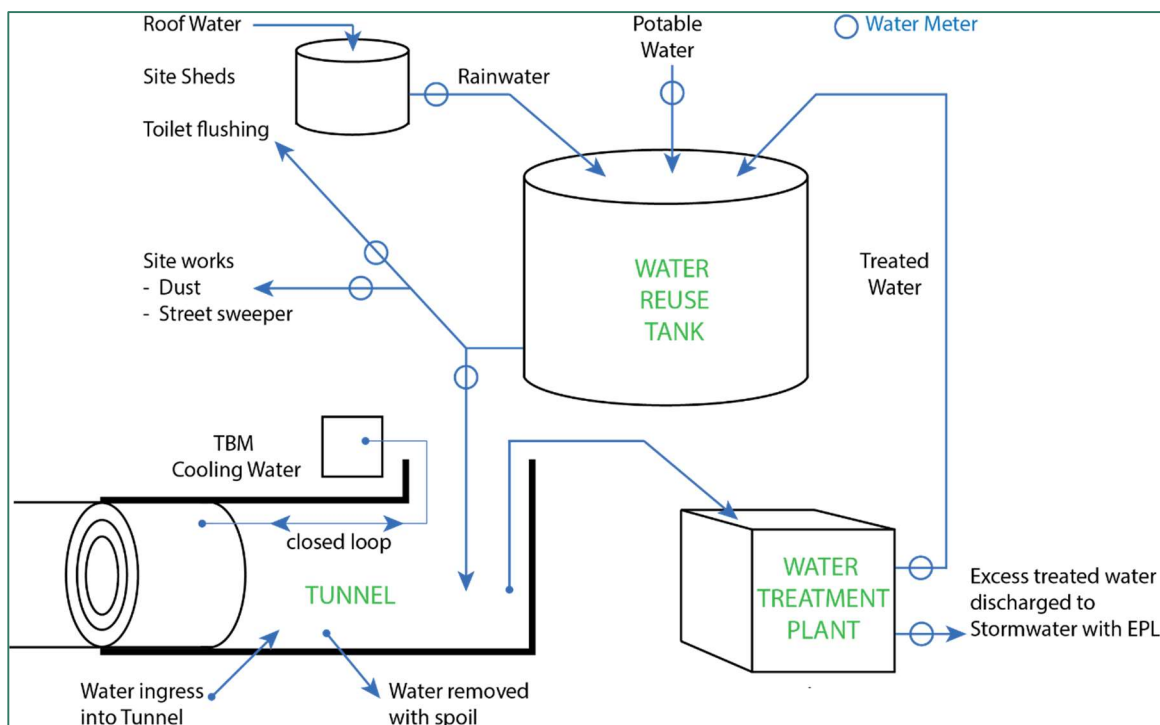 Roof Water
Site Sheds
Toilet flushing
Rainwater
Potable
Water
Water Meter
Site works
- Dust
- Street sweeper
WATER
REUSE
TANK
Treated
Water
TBM
Cooling Water
closed loop
TUNNEL
WATER
TREATMENT
PLANT
Excess treated water
discharged to
Stormwater with EPL
Water ingress
into Tunnel
Water removed
with spoil